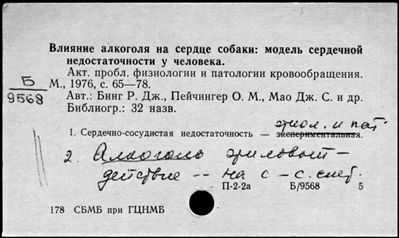 Влияние алкоголя на сердце собаки: модель сердечной
недостаточности у человека.
Акт. пробл. физиологии и патологии кровообращения.
М., 1976, с. 65—78.
Б
9568
Авт.: Бинг Р. Дж., Пейчингер О. М., Мао Дж. С. и др.
Библиогр.: 32 назв.
этиол. и пат
1. Сердечно-сосудистая недостаточность — экспериментальная.
2. Алкоголь этиловый —
действие -- на с – с. сист.
П-2-2а Б/9568 5
178 СБМБ при ГЦНМБ